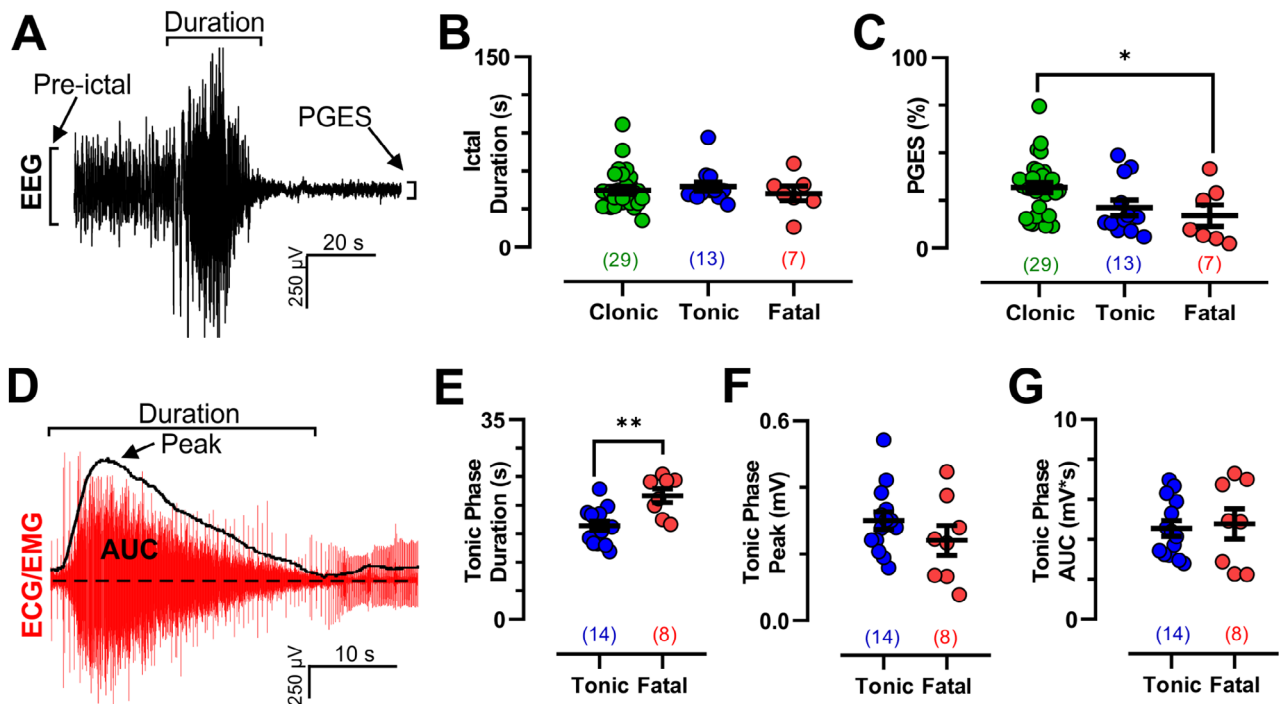 A
Duration
Pre-ictal
PGES
EEG
20 s
250 µV
B
Ictal
Duration (s)
150
0
(29)
(13)
(7)
Clonic
Tonic
Fatal
C
PGES (%)
100
0
*
(29)
(13)
(7)
Clonic
Tonic
Fatal
D
Duration
Peak
AUC
ECG/EMG
10 s
250 µV
E
Tonic Phase
Duration (s)
35
0
**
(14)
(8)
Tonic
Fatal
F
Tonic Phase
Peak (mV)
0.6
0.0
(14)
(8)
Tonic
Fatal
G
Tonic Phase
AUC (mV*s)
10
0
(14)
(8)
Tonic
Fatal